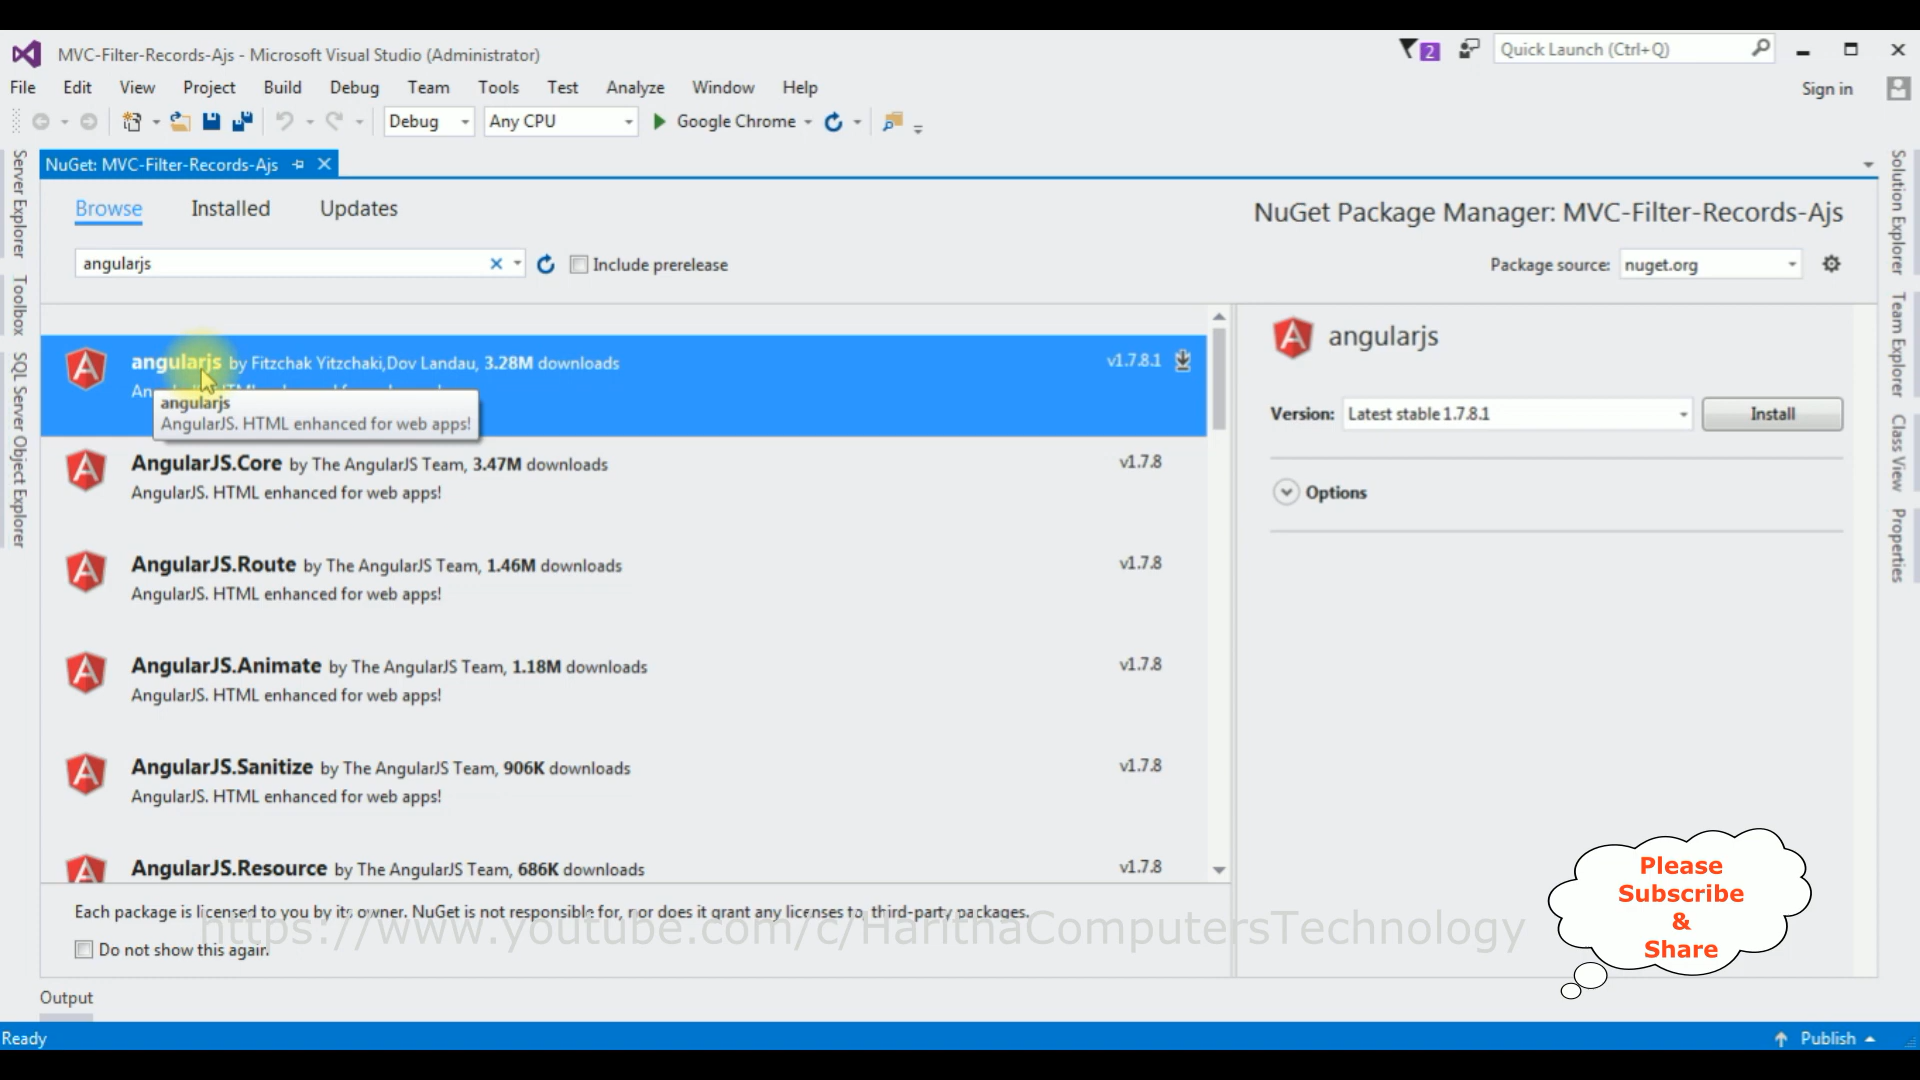 MVC-Filter-Records-Ajs - Microsoft Visual Studio (Administrator)
2
Quick Launch (Ctrl+Q)
File Edit View Project Build Debug Team Tools Test Analyze Window Help
Sign in
Debug Any CPU Google Chrome
NuGet: MVC-Filter-Records-Ajs
Server Explorer
Toolbox
SQL Server Object Explorer
Solution Explorer
Team Explorer
Class View
Properties
Browse Installed Updates
NuGet Package Manager: MVC-Filter-Records-Ajs
angularjs
Include prerelease
Package source: nuget.org
angularjs by Fitzchak Yitzchaki,Dov Landau, 3.28M downloads
v1.7.8.1
angularjs
AngularJS. HTML enhanced for web apps!
AngularJS.Core by The AngularJS Team, 3.47M downloads
v1.7.8
AngularJS. HTML enhanced for web apps!
AngularJS.Route by The AngularJS Team, 1.46M downloads
v1.7.8
AngularJS. HTML enhanced for web apps!
AngularJS.Animate by The AngularJS Team, 1.18M downloads
v1.7.8
AngularJS. HTML enhanced for web apps!
AngularJS.Sanitize by The AngularJS Team, 906K downloads
v1.7.8
AngularJS. HTML enhanced for web apps!
AngularJS.Resource by The AngularJS Team, 686K downloads
v1.7.8
Each package is licensed to you by its owner. NuGet is not responsible for, nor does it grant any licenses to, third-party packages.
https://www.youtube.com/c/HarithaComputersTechnology
Do not show this again.
angularjs
Version: Latest stable 1.7.8.1 Install
Options
Please
Subscribe
&
Share
Output
Ready
Publish